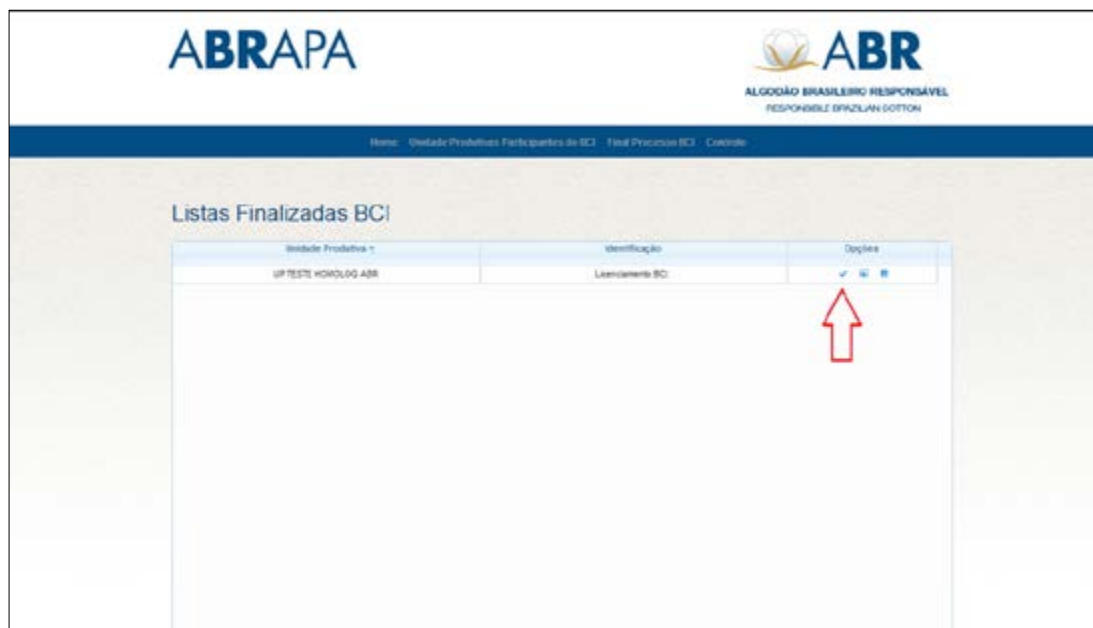 ABRAPA
ABR
ALGODÃO BRASILEIRO RESPONSÁVEL
RESPONSIBLE BRAZILIAN COTTON
Home Unidade Produtivas Participantes do BCI Final Processo BCI Controle
Listas Finalizadas BCI
Unidade Produtiva Identificação Opções
UP TESTE HOMOLOG ABR Licenciamento BCI